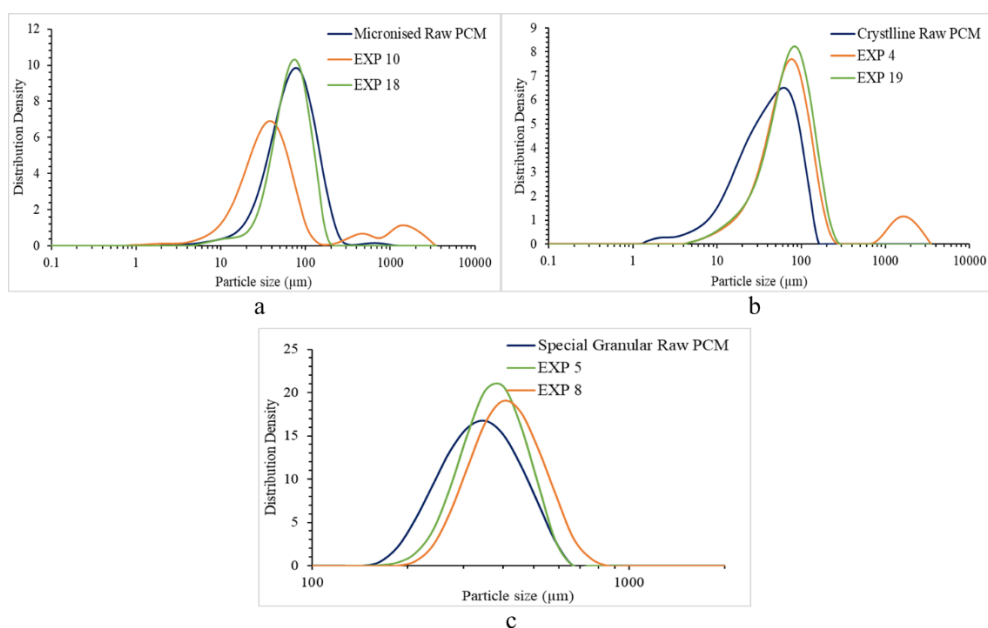 12
10
8
6
4
2
0
Distribution Density
Micronised Raw PCM
EXP 10
EXP 18
0.1 1 10 100 1000 10000
Particle size (µm)
a
9
8
7
6
5
4
3
2
1
0
Distribution Density
Crystlline Raw PCM
EXP 4
EXP 19
0.1 1 10 100 1000 10000
Particle size (µm)
b
25
20
15
10
5
0
Distribution Density
Special Granular Raw PCM
EXP 5
EXP 8
100 1000
Particle size (µm)
c